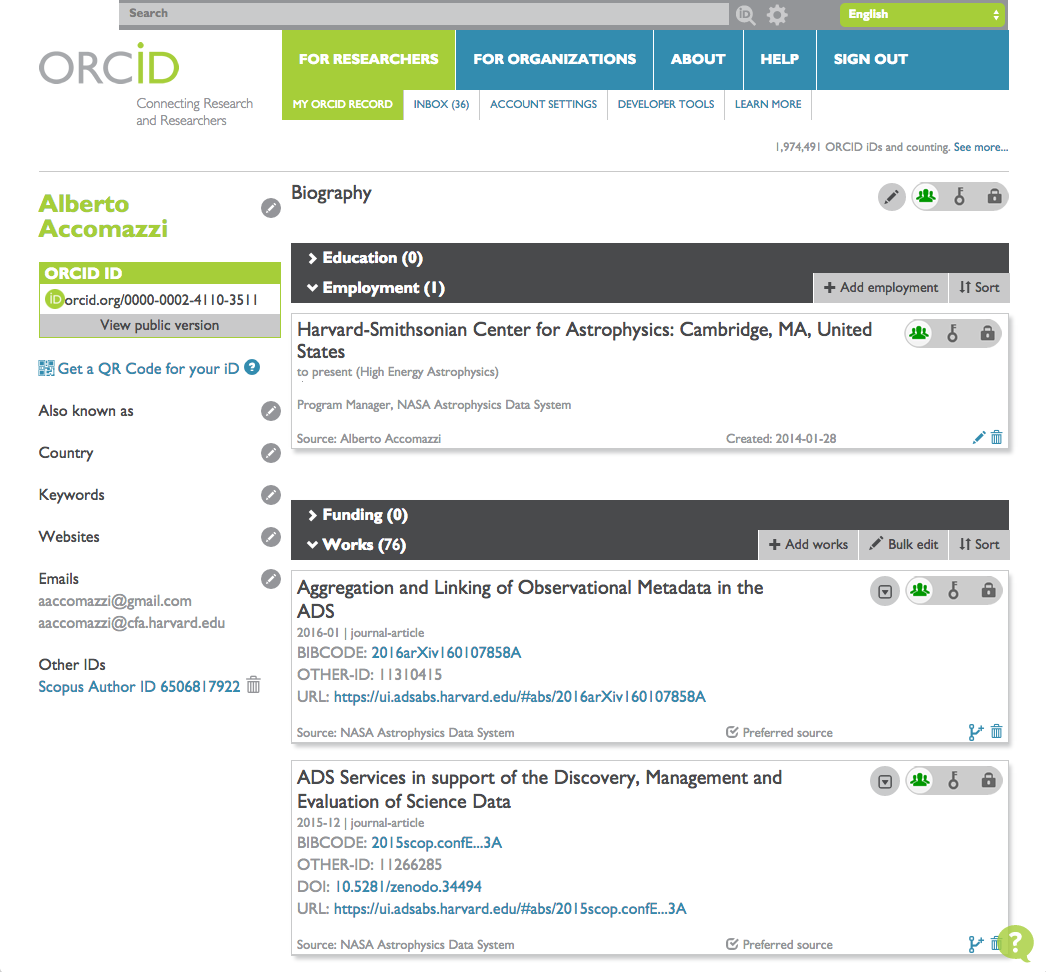 Search
English
ORCiD
Connecting Research
and Researchers
FOR RESEARCHERS
FOR ORGANIZATIONS
ABOUT
HELP
SIGN OUT
MY ORCID RECORD
INBOX (36)
ACCOUNT SETTINGS
DEVELOPER TOOLS
LEARN MORE
1,974,491 ORCID iDs and counting. See more...
Alberto
Accomazzi
ORCID ID
iD orcid.org/0000-0002-4110-3511
View public version
Get a QR Code for your iD ?
Also known as
Country
Keywords
Websites
Emails
aaccomazzi@gmail.com
aaccomazzi@cfa.harvard.edu
Other IDs
Scopus Author ID 6506817922
Biography
Education (0)
Employment (1)
Add employment
Sort
Harvard-Smithsonian Center for Astrophysics: Cambridge, MA, United
States
to present (High Energy Astrophysics)
Program Manager, NASA Astrophysics Data System
Source: Alberto Accomazzi
Created: 2014-01-28
Funding (0)
Works (76)
Add works
Bulk edit
Sort
Aggregation and Linking of Observational Metadata in the
ADS
2016-01 | journal-article
BIBCODE: 2016arXiv160107858A
OTHER-ID: 11310415
URL: https://ui.adsabs.harvard.edu/#abs/2016arXiv160107858A
Source: NASA Astrophysics Data System
Preferred source
ADS Services in support of the Discovery, Management and
Evaluation of Science Data
2015-12 | journal-article
BIBCODE: 2015scop.confE...3A
OTHER-ID: 11266285
DOI: 10.5281/zenodo.34494
URL: https://ui.adsabs.harvard.edu/#abs/2015scop.confE...3A
Source: NASA Astrophysics Data System
Preferred source
?